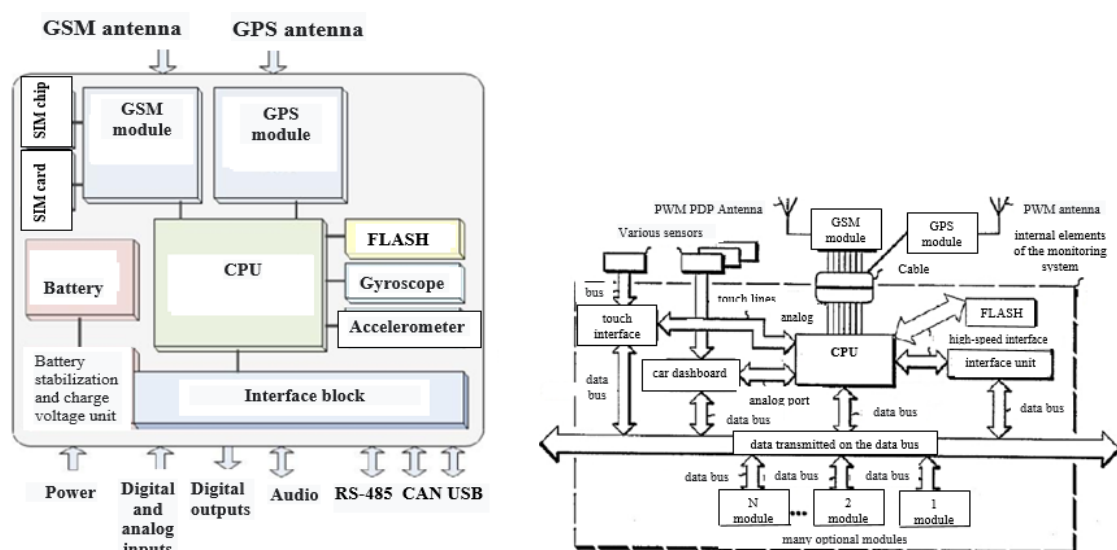 GSM antenna
GPS antenna
SIM chip
SIM card
GSM
module
GPS
module
CPU
FLASH
Gyroscope
Accelerometer
Battery
Battery
stabilization
and charge
voltage unit
Interface block
Power
Digital
and
analog
inputs
Digital
outputs
Audio
RS-485
CAN
USB
PWM PDP Antenna
GSM
module
GPS
module
PWM antenna
Various sensors
internal elements
of the monitoring
system
Cable
bus
touch lines
touch
interface
analog
FLASH
CPU
high-speed interface
interface unit
data
bus
car dashboard
analog port
data bus
data bus
data bus
data transmitted on the data bus
data bus
data bus
data bus
N
module
...
2
module
1
module
many optional modules